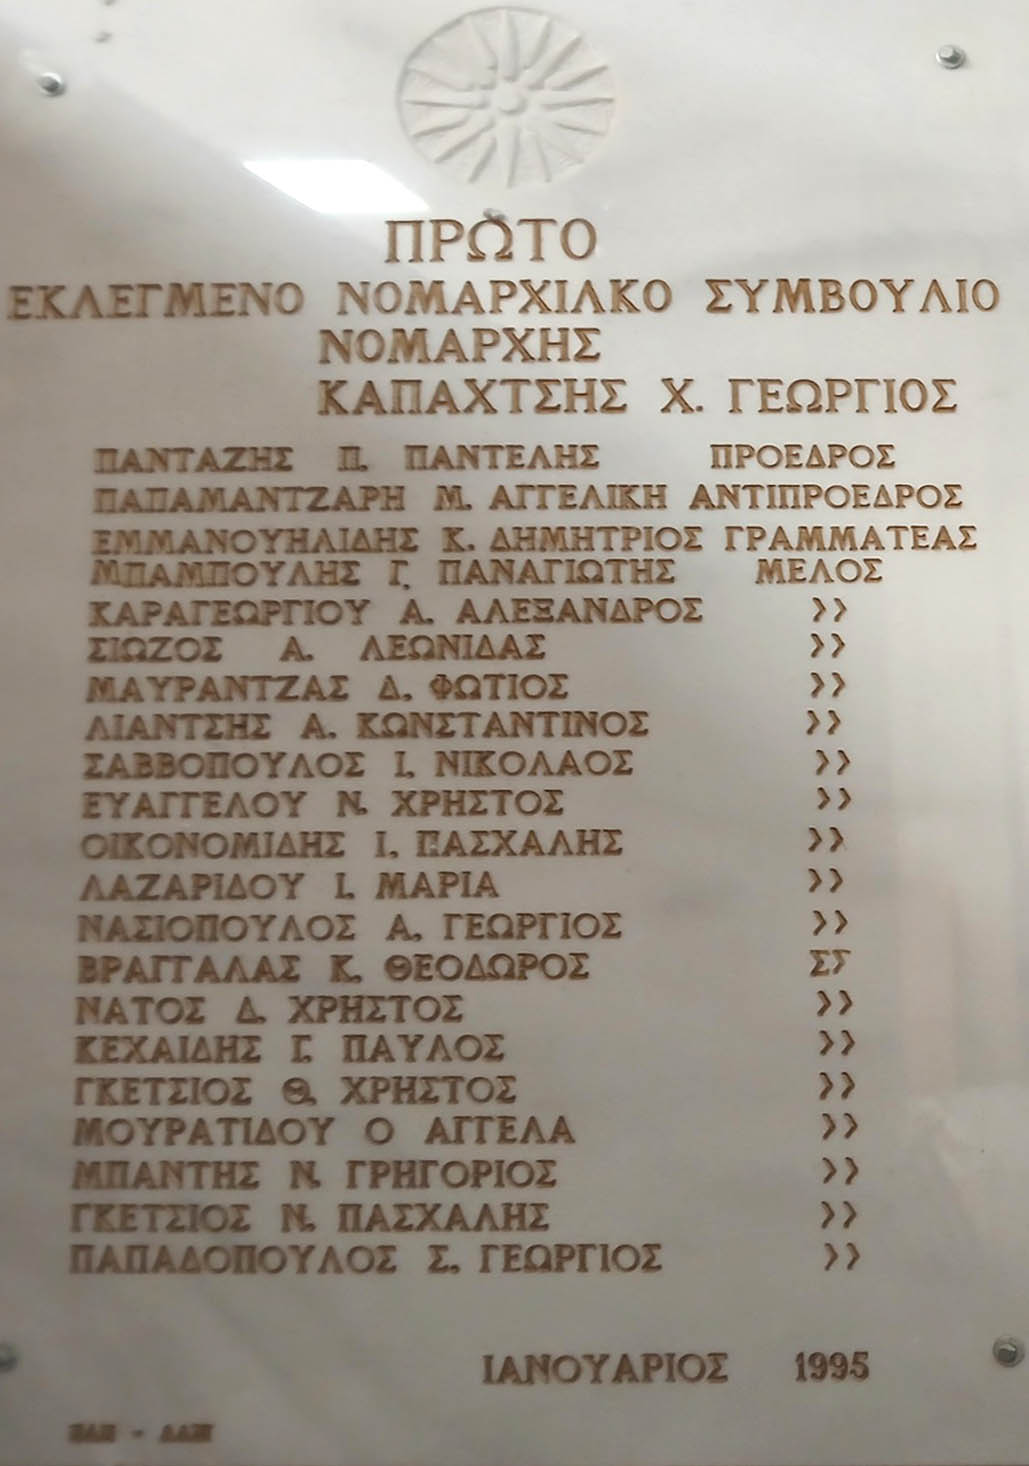 ΠΡΩΤΟ
ΕΚΛΕΓΜΕΝΟ ΝΟΜΑΡΧΙΑΚΟ ΣΥΜΒΟΥΛΙΟ
ΝΟΜΑΡΧΗΣ
ΚΑΠΑΧΤΣΗΣ Χ. ΓΕΩΡΓΙΟΣ
ΠΑΝΤΑΖΗΣ Π. ΠΑΝΤΕΛΗΣ ΠΡΟΕΔΡΟΣ
ΠΑΠΑΜΑΝΤΖΑΡΗ Μ. ΑΓΓΕΛΙΚΗ ΑΝΤΙΠΡΟΕΔΡΟΣ
ΕΜΜΑΝΟΥΗΛΙΔΗΣ Κ. ΔΗΜΗΤΡΙΟΣ ΓΡΑΜΜΑΤΕΑΣ
ΜΠΑΜΠΟΥΛΗΣ Γ. ΠΑΝΑΓΙΩΤΗΣ ΜΕΛΟΣ
ΚΑΡΑΓΕΩΡΓΙΟΥ Α. ΑΛΕΞΑΝΔΡΟΣ »
ΣΙΩΖΟΣ Α. ΛΕΩΝΙΔΑΣ »
ΜΑΥΡΑΝΤΖΑΣ Δ. ΦΩΤΙΟΣ »
ΛΙΑΝΤΣΗΣ Α. ΚΩΝΣΤΑΝΤΙΝΟΣ »
ΣΑΒΒΟΠΟΥΛΟΣ Ι. ΝΙΚΟΛΑΟΣ »
ΕΥΑΓΓΕΛΟΥ Ν. ΧΡΗΣΤΟΣ »
ΟΙΚΟΝΟΜΙΔΗΣ Ι. ΠΑΣΧΑΛΗΣ »
ΛΑΖΑΡΙΔΟΥ Ι. ΜΑΡΙΑ »
ΝΑΣΙΟΠΟΥΛΟΣ Α. ΓΕΩΡΓΙΟΣ »
ΒΡΑΓΓΑΛΑΣ Κ. ΘΕΟΔΩΡΟΣ »
ΝΑΤΟΣ Δ. ΧΡΗΣΤΟΣ »
ΚΕΧΑΙΔΗΣ Γ. ΠΑΥΛΟΣ »
ΓΚΕΤΣΙΟΣ Θ. ΧΡΗΣΤΟΣ »
ΜΟΥΡΑΤΙΔΟΥ Ο ΑΓΓΕΛΑ »
ΜΠΑΝΤΗΣ Ν. ΓΡΗΓΟΡΙΟΣ »
ΓΚΕΤΣΙΟΣ Ν. ΠΑΣΧΑΛΗΣ »
ΠΑΠΑΔΟΠΟΥΛΟΣ Σ. ΓΕΩΡΓΙΟΣ »
ΙΑΝΟΥΑΡΙΟΣ 1995